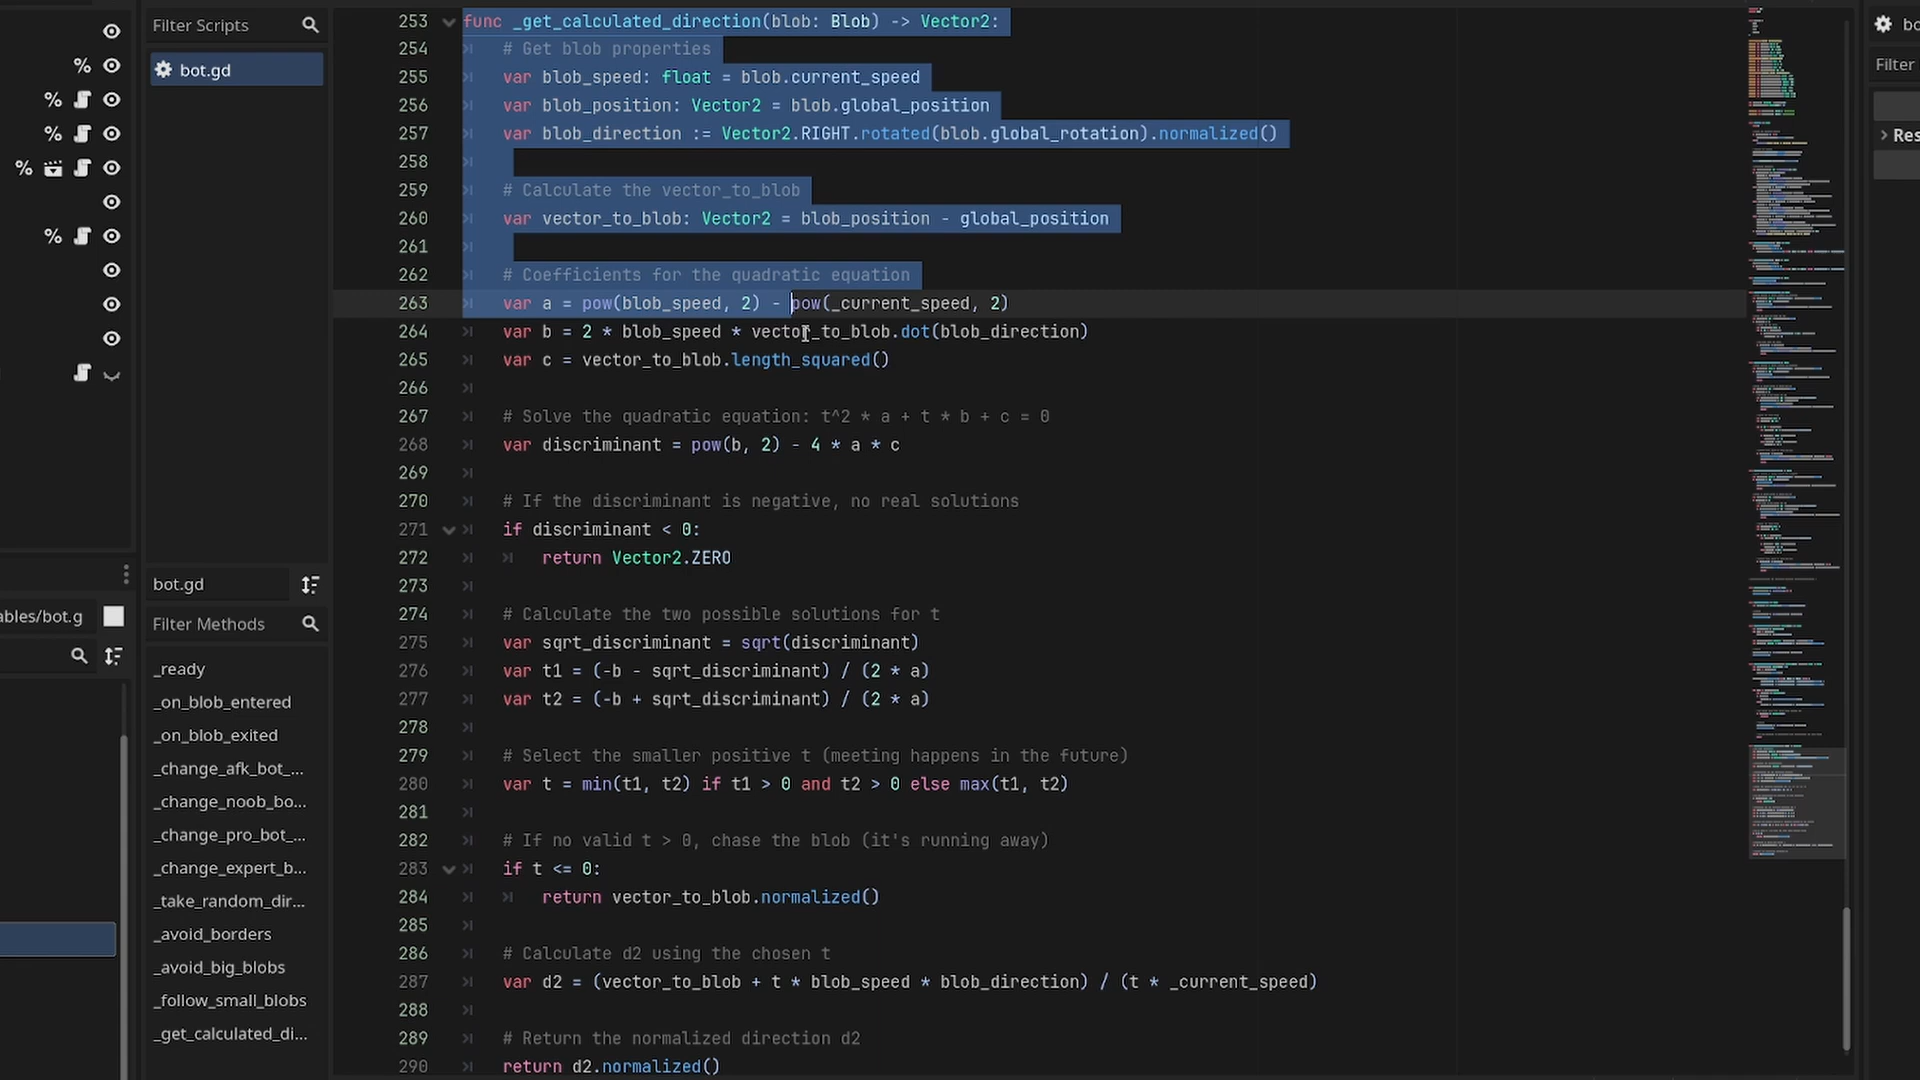 Filter Scripts
bot.gd
bot.gd
ables/bot.g
Filter Methods
_ready
_on_blob_entered
_on_blob_exited
_change_afk_bot_...
_change_noob_bo...
_change_pro_bot_...
_change_expert_b...
_take_random_dir...
_avoid_borders
_avoid_big_blobs
_follow_small_blobs
_get_calculated_di...
253 func _get_calculated_direction(blob: Blob) -> Vector2:
254 # Get blob properties
255 var blob_speed: float = blob.current_speed
256 var blob_position: Vector2 = blob.global_position
257 var blob_direction := Vector2.RIGHT.rotated(blob.global_rotation).normalized()
258
259 # Calculate the vector_to_blob
260 var vector_to_blob: Vector2 = blob_position - global_position
261
262 # Coefficients for the quadratic equation
263 var a = pow(blob_speed, 2) - pow(_current_speed, 2)
264 var b = 2 * blob_speed * vector_to_blob.dot(blob_direction)
265 var c = vector_to_blob.length_squared()
266
267 # Solve the quadratic equation: t^2 * a + t * b + c = 0
268 var discriminant = pow(b, 2) - 4 * a * c
269
270 # If the discriminant is negative, no real solutions
271 if discriminant < 0:
272 return Vector2.ZERO
273
274 # Calculate the two possible solutions for t
275 var sqrt_discriminant = sqrt(discriminant)
276 var t1 = (-b - sqrt_discriminant) / (2 * a)
277 var t2 = (-b + sqrt_discriminant) / (2 * a)
278
279 # Select the smaller positive t (meeting happens in the future)
280 var t = min(t1, t2) if t1 > 0 and t2 > 0 else max(t1, t2)
281
282 # If no valid t > 0, chase the blob (it's running away)
283 if t <= 0:
284 return vector_to_blob.normalized()
285
286 # Calculate d2 using the chosen t
287 var d2 = (vector_to_blob + t * blob_speed * blob_direction) / (t * _current_speed)
288
289 # Return the normalized direction d2
290 return d2.normalized()
bo
Filter
Res